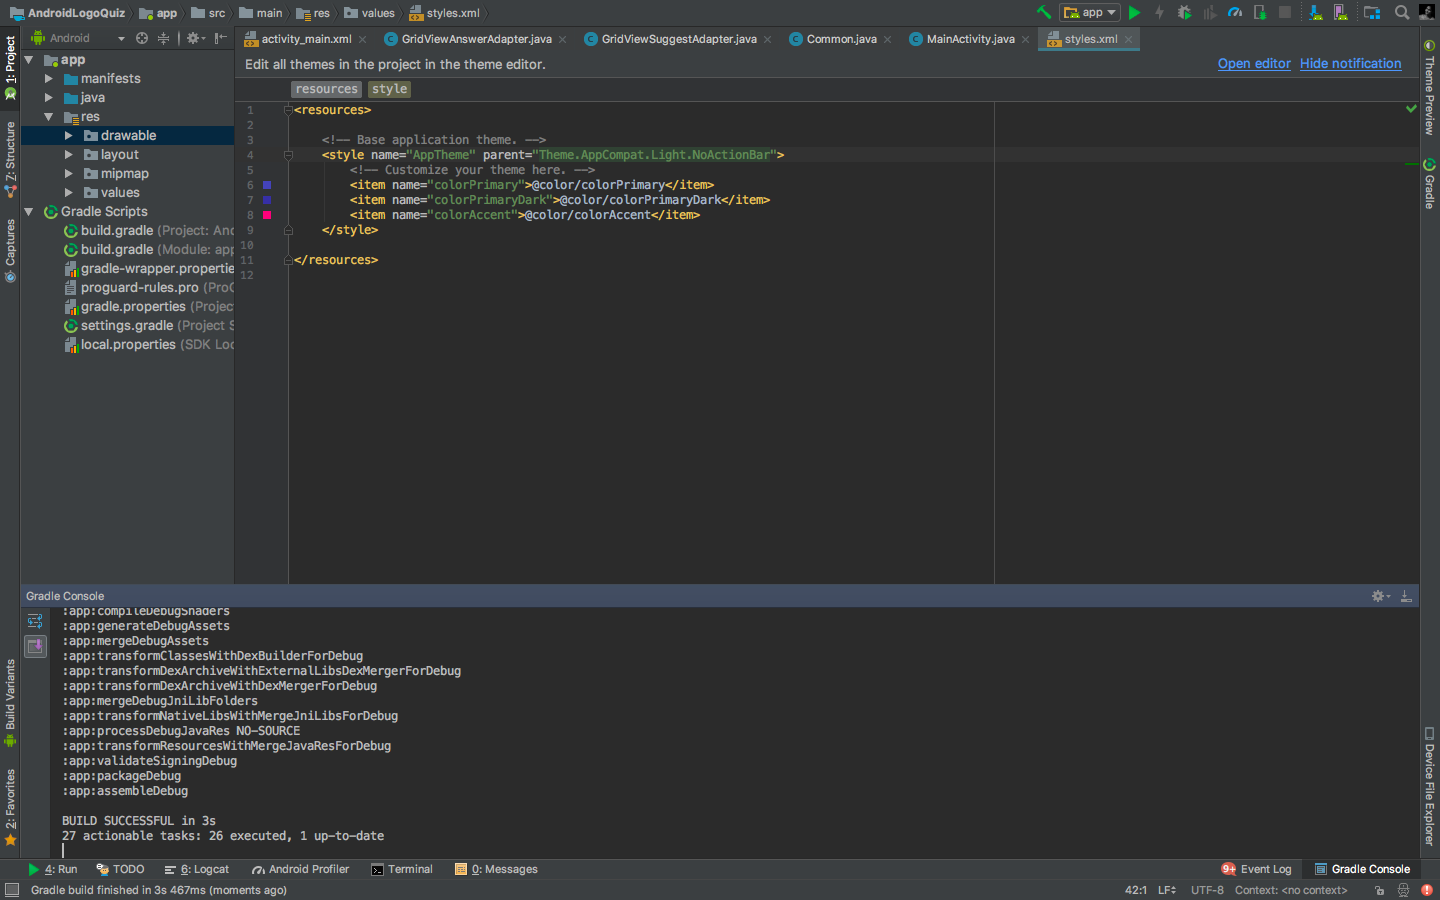 AndroidLogoQuiz app src main res values styles.xml app
1: Project
Z: Structure
Captures
Build Variants
2: Favorites
Android
activity_main.xml GridViewAnswerAdapter.java GridViewSuggestAdapter.java Common.java MainActivity.java styles.xml
Edit all themes in the project in the theme editor. Open editor Hide notification
resources style
app
manifests
java
res
drawable
layout
mipmap
values
Gradle Scripts
build.gradle (Project: And
build.gradle (Module: app
gradle-wrapper.propertie
proguard-rules.pro (ProG
gradle.properties (Project
settings.gradle (Project S
local.properties (SDK Loc
1 <resources>
2
3 <!-- Base application theme. -->
4 <style name="AppTheme" parent="Theme.AppCompat.Light.NoActionBar">
5 <!-- Customize your theme here. -->
6 <item name="colorPrimary">@color/colorPrimary</item>
7 <item name="colorPrimaryDark">@color/colorPrimaryDark</item>
8 <item name="colorAccent">@color/colorAccent</item>
9 </style>
10
11 </resources>
12
Theme Preview
Gradle
Device File Explorer
Gradle Console
:app:compileDebugShaders
:app:generateDebugAssets
:app:mergeDebugAssets
:app:transformClassesWithDexBuilderForDebug
:app:transformDexArchiveWithExternalLibsDexMergerForDebug
:app:transformDexArchiveWithDexMergerForDebug
:app:mergeDebugJniLibFolders
:app:transformNativeLibsWithMergeJniLibsForDebug
:app:processDebugJavaRes NO-SOURCE
:app:transformResourcesWithMergeJavaResForDebug
:app:validateSigningDebug
:app:packageDebug
:app:assembleDebug
BUILD SUCCESSFUL in 3s
27 actionable tasks: 26 executed, 1 up-to-date
4: Run TODO 6: Logcat Android Profiler Terminal 0: Messages 9+ Event Log Gradle Console
Gradle build finished in 3s 467ms (moments ago) 42:1 LF UTF-8 Context: <no context>